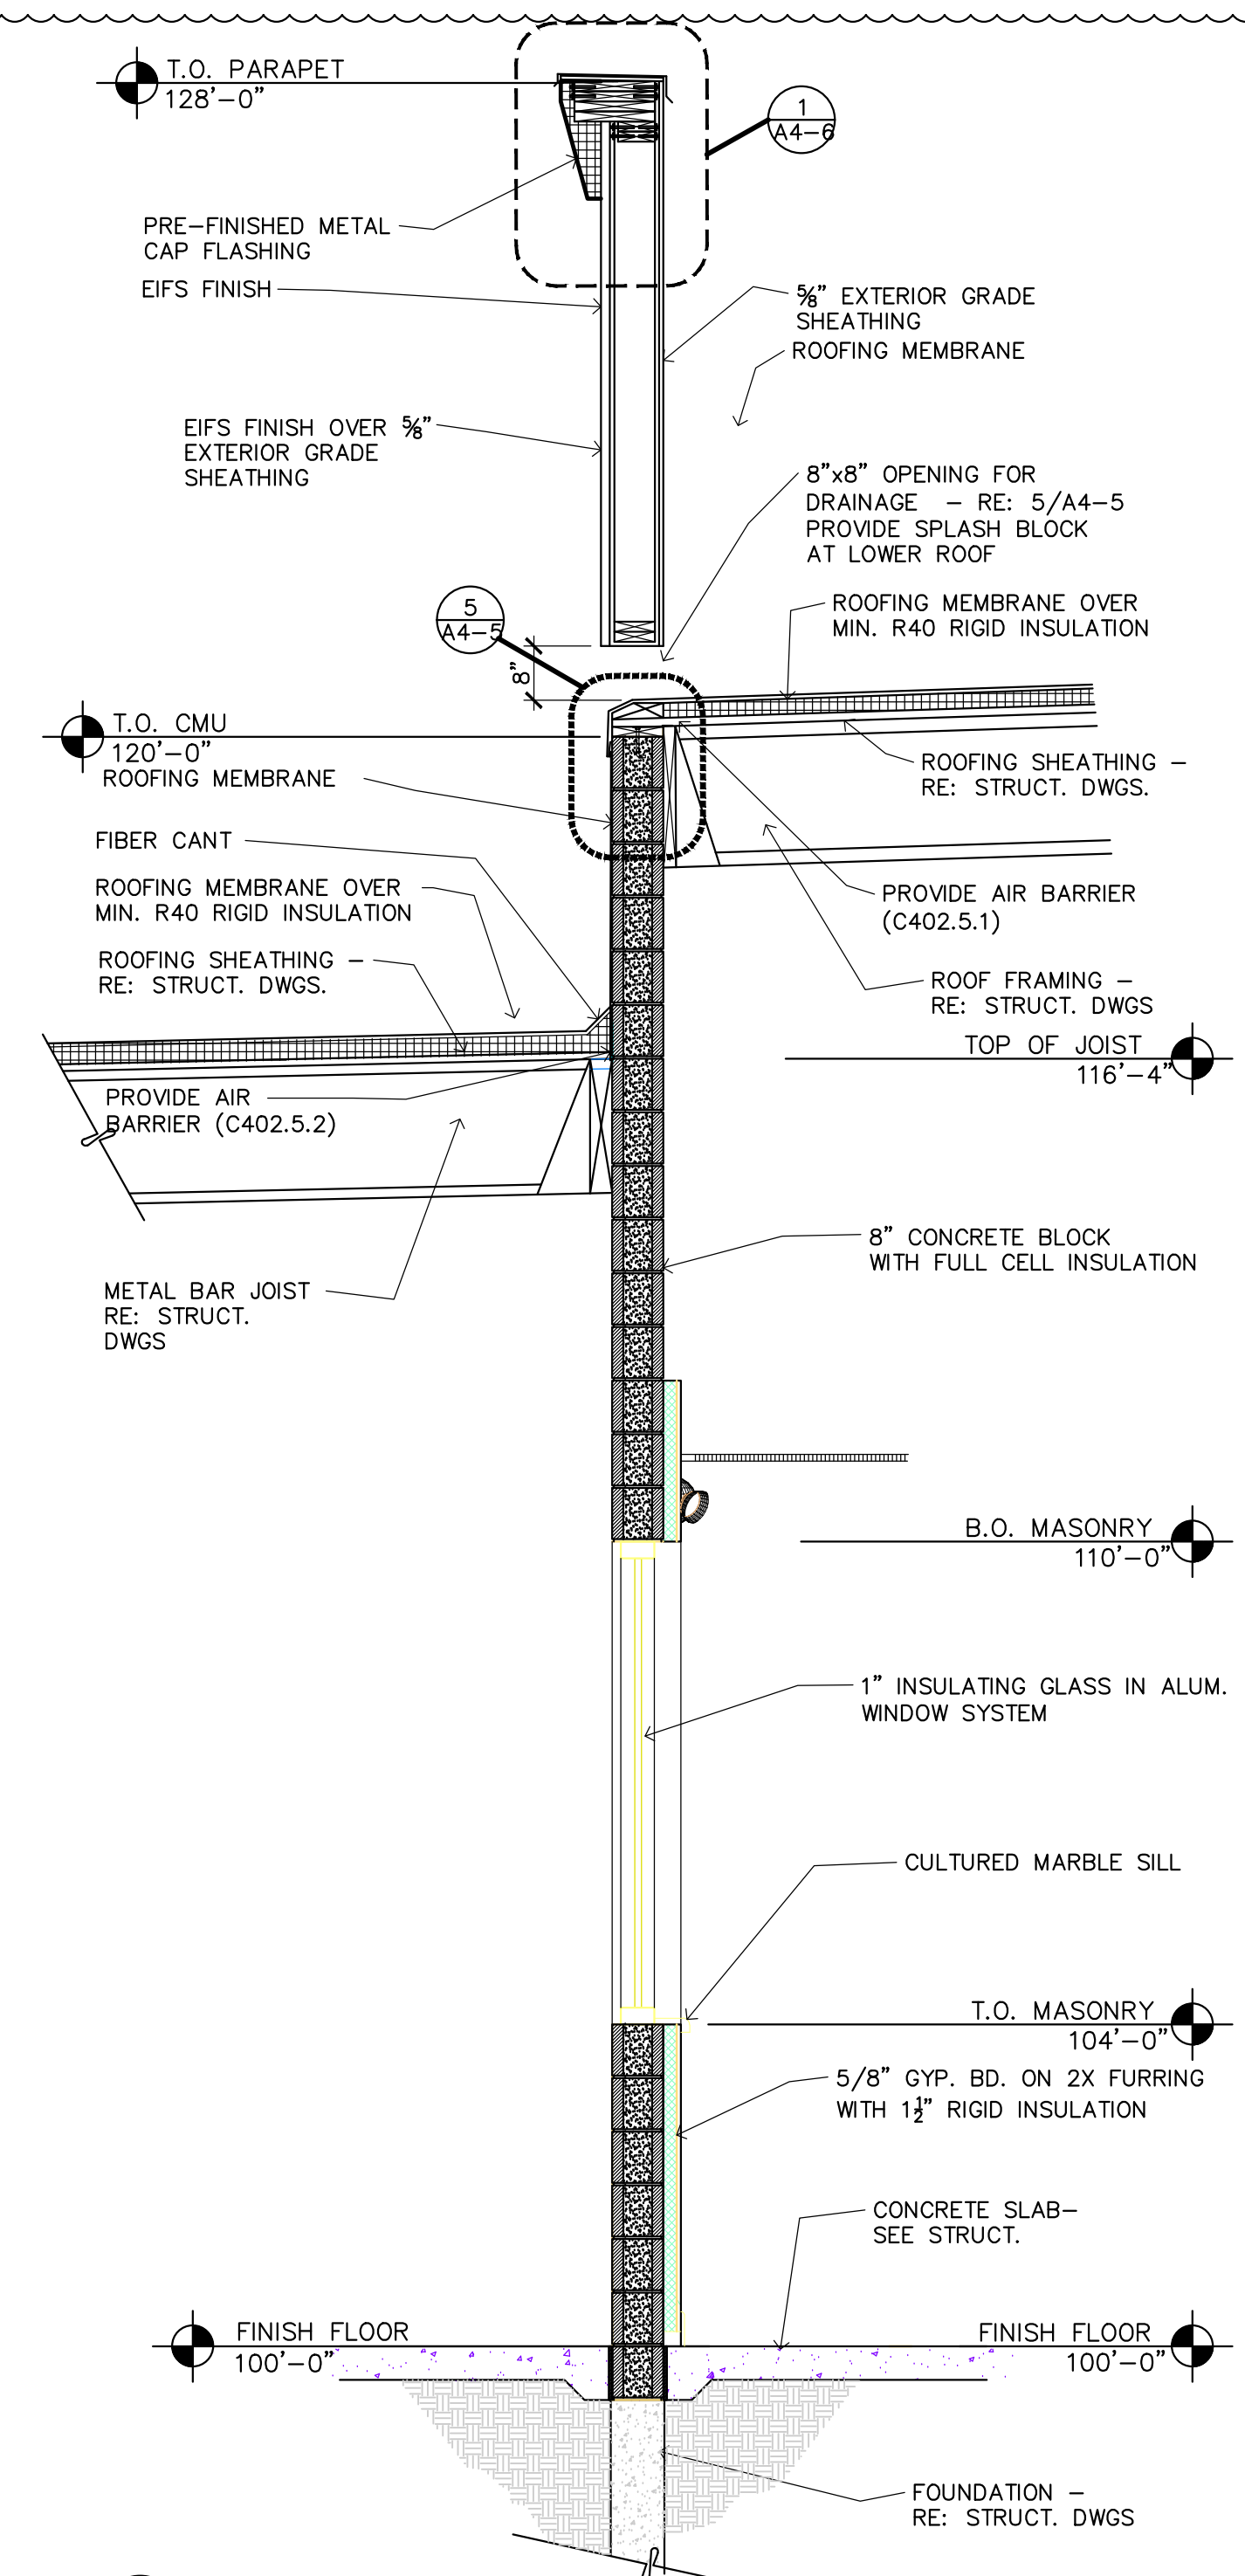 T.O. PARAPET
128'-0"
1
A4-6
PRE-FINISHED METAL
CAP FLASHING
EIFS FINISH
⅝" EXTERIOR GRADE
SHEATHING
ROOFING MEMBRANE
EIFS FINISH OVER ⅝"
EXTERIOR GRADE
SHEATHING
8"x8" OPENING FOR
DRAINAGE - RE: 5/A4-5
PROVIDE SPLASH BLOCK
AT LOWER ROOF
5
A4-5
8"
ROOFING MEMBRANE OVER
MIN. R40 RIGID INSULATION
T.O. CMU
120'-0"
ROOFING MEMBRANE
ROOFING SHEATHING -
RE: STRUCT. DWGS.
FIBER CANT
ROOFING MEMBRANE OVER
MIN. R40 RIGID INSULATION
PROVIDE AIR BARRIER
(C402.5.1)
ROOFING SHEATHING -
RE: STRUCT. DWGS.
ROOF FRAMING -
RE: STRUCT. DWGS
TOP OF JOIST
116'-4"
PROVIDE AIR
BARRIER (C402.5.2)
8" CONCRETE BLOCK
WITH FULL CELL INSULATION
METAL BAR JOIST
RE: STRUCT.
DWGS
B.O. MASONRY
110'-0"
1" INSULATING GLASS IN ALUM.
WINDOW SYSTEM
CULTURED MARBLE SILL
T.O. MASONRY
104'-0"
5/8" GYP. BD. ON 2X FURRING
WITH 1½" RIGID INSULATION
CONCRETE SLAB-
SEE STRUCT.
FINISH FLOOR
100'-0"
FINISH FLOOR
100'-0"
FOUNDATION -
RE: STRUCT. DWGS